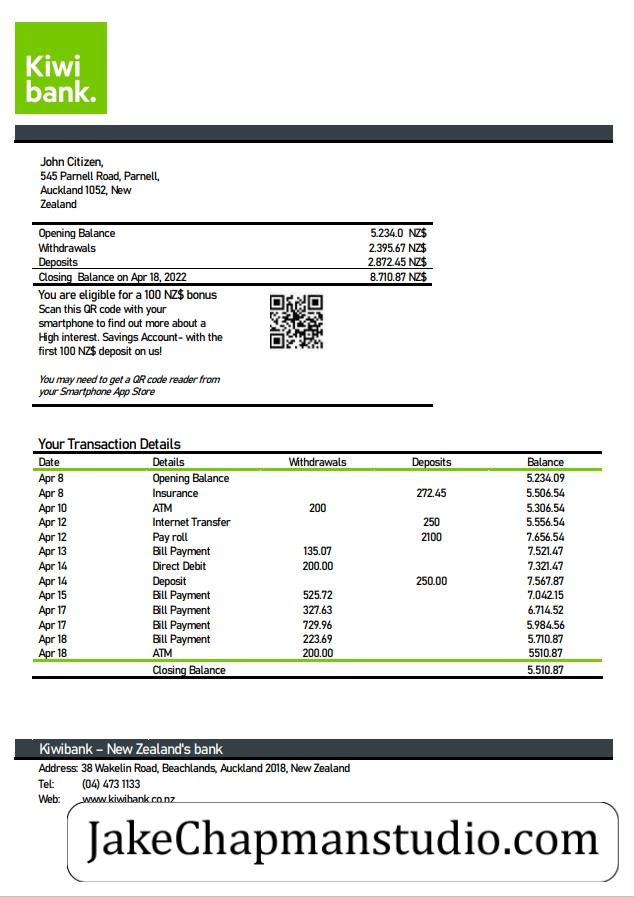 Kiwi
bank.
John Citizen,
545 Parnell Road, Parnell,
Auckland 1052, New
Zealand
Opening Balance 5.234.0 NZ$
Withdrawals 2.395.67 NZ$
Deposits 2.872.45 NZ$
Closing Balance on Apr 18, 2022 8.710.87 NZ$
You are eligible for a 100 NZ$ bonus
Scan this QR code with your
smartphone to find out more about a
High interest. Savings Account- with the
first 100 NZ$ deposit on us!
You may need to get a QR code reader from
your Smartphone App Store
Your Transaction Details
Date Details Withdrawals Deposits Balance
Apr 8 Opening Balance 5.234.09
Apr 8 Insurance 272.45 5.506.54
Apr 10 ATM 200 5.306.54
Apr 12 Internet Transfer 250 5.556.54
Apr 12 Pay roll 2100 7.656.54
Apr 13 Bill Payment 135.07 7.521.47
Apr 14 Direct Debit 200.00 7.321.47
Apr 14 Deposit 250.00 7.567.87
Apr 15 Bill Payment 525.72 7.042.15
Apr 17 Bill Payment 327.63 6.714.52
Apr 17 Bill Payment 729.96 5.984.56
Apr 18 Bill Payment 223.69 5.710.87
Apr 18 ATM 200.00 5510.87
Closing Balance 5.510.87
Kiwibank – New Zealand's bank
Address: 38 Wakelin Road, Beachlands, Auckland 2018, New Zealand
Tel: (04) 473 1133
Web: www.kiwibank.co.nz
JakeChapmanstudio.com